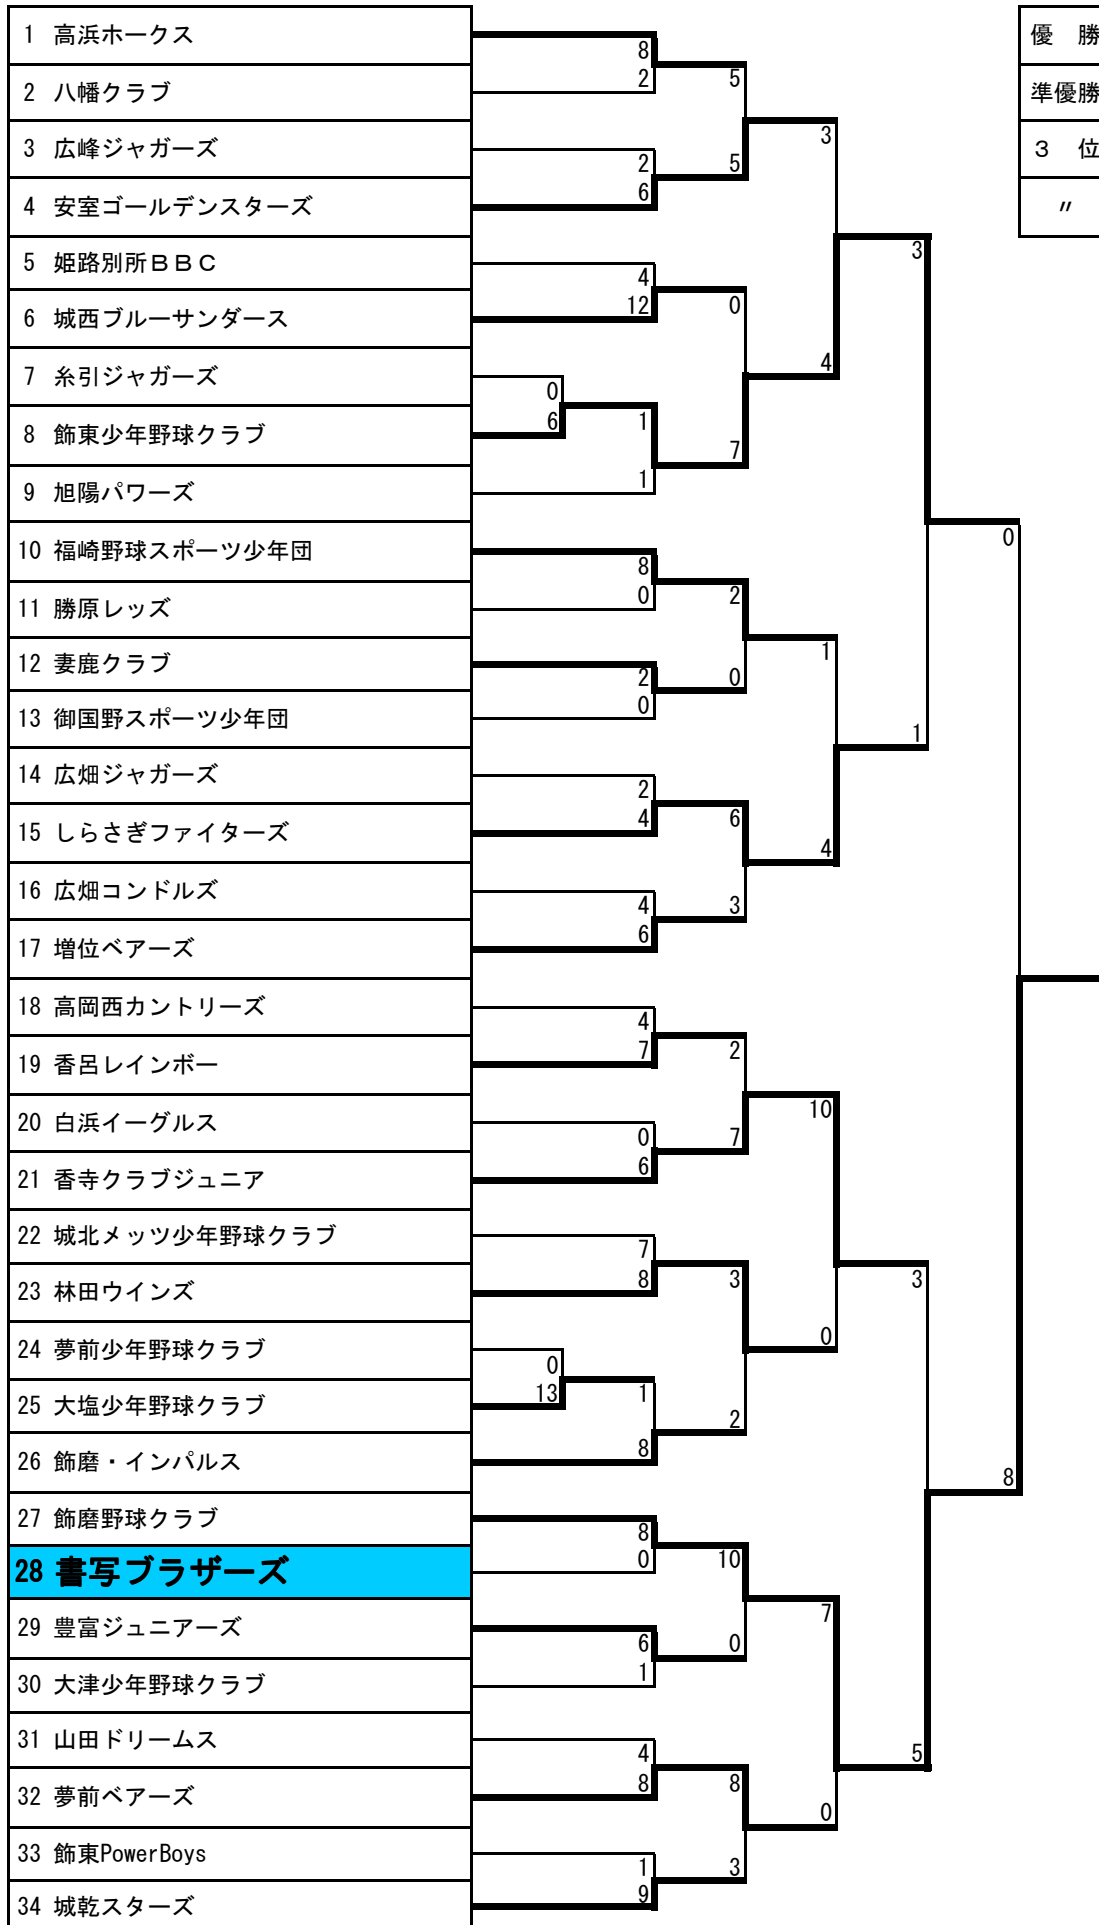 1 高浜ホークス
2 八幡クラブ
3 広峰ジャガーズ
4 安室ゴールデンスターズ
5 姫路別所ＢＢＣ
6 城西ブルーサンダース
7 糸引ジャガーズ
8 飾東少年野球クラブ
9 旭陽パワーズ
10 福崎野球スポーツ少年団
11 勝原レッズ
12 妻鹿クラブ
13 御国野スポーツ少年団
14 広畑ジャガーズ
15 しらさぎファイターズ
16 広畑コンドルズ
17 増位ベアーズ
18 高岡西カントリーズ
19 香呂レインボー
20 白浜イーグルス
21 香寺クラブジュニア
22 城北メッツ少年野球クラブ
23 林田ウインズ
24 夢前少年野球クラブ
25 大塩少年野球クラブ
26 飾磨・インパルス
27 飾磨野球クラブ
28 書写ブラザーズ
29 豊富ジュニアーズ
30 大津少年野球クラブ
31 山田ドリームス
32 夢前ベアーズ
33 飾東PowerBoys
34 城乾スターズ
0
6
0
13
8
2
2
6
4
12
1
1
8
0
2
0
2
4
4
6
4
7
0
6
7
8
1
8
8
0
6
1
4
8
1
9
5
5
0
7
2
0
6
3
2
7
3
2
10
0
8
3
3
4
1
4
10
0
7
0
3
1
3
5
0
8
優　勝
準優勝
３　位
〃